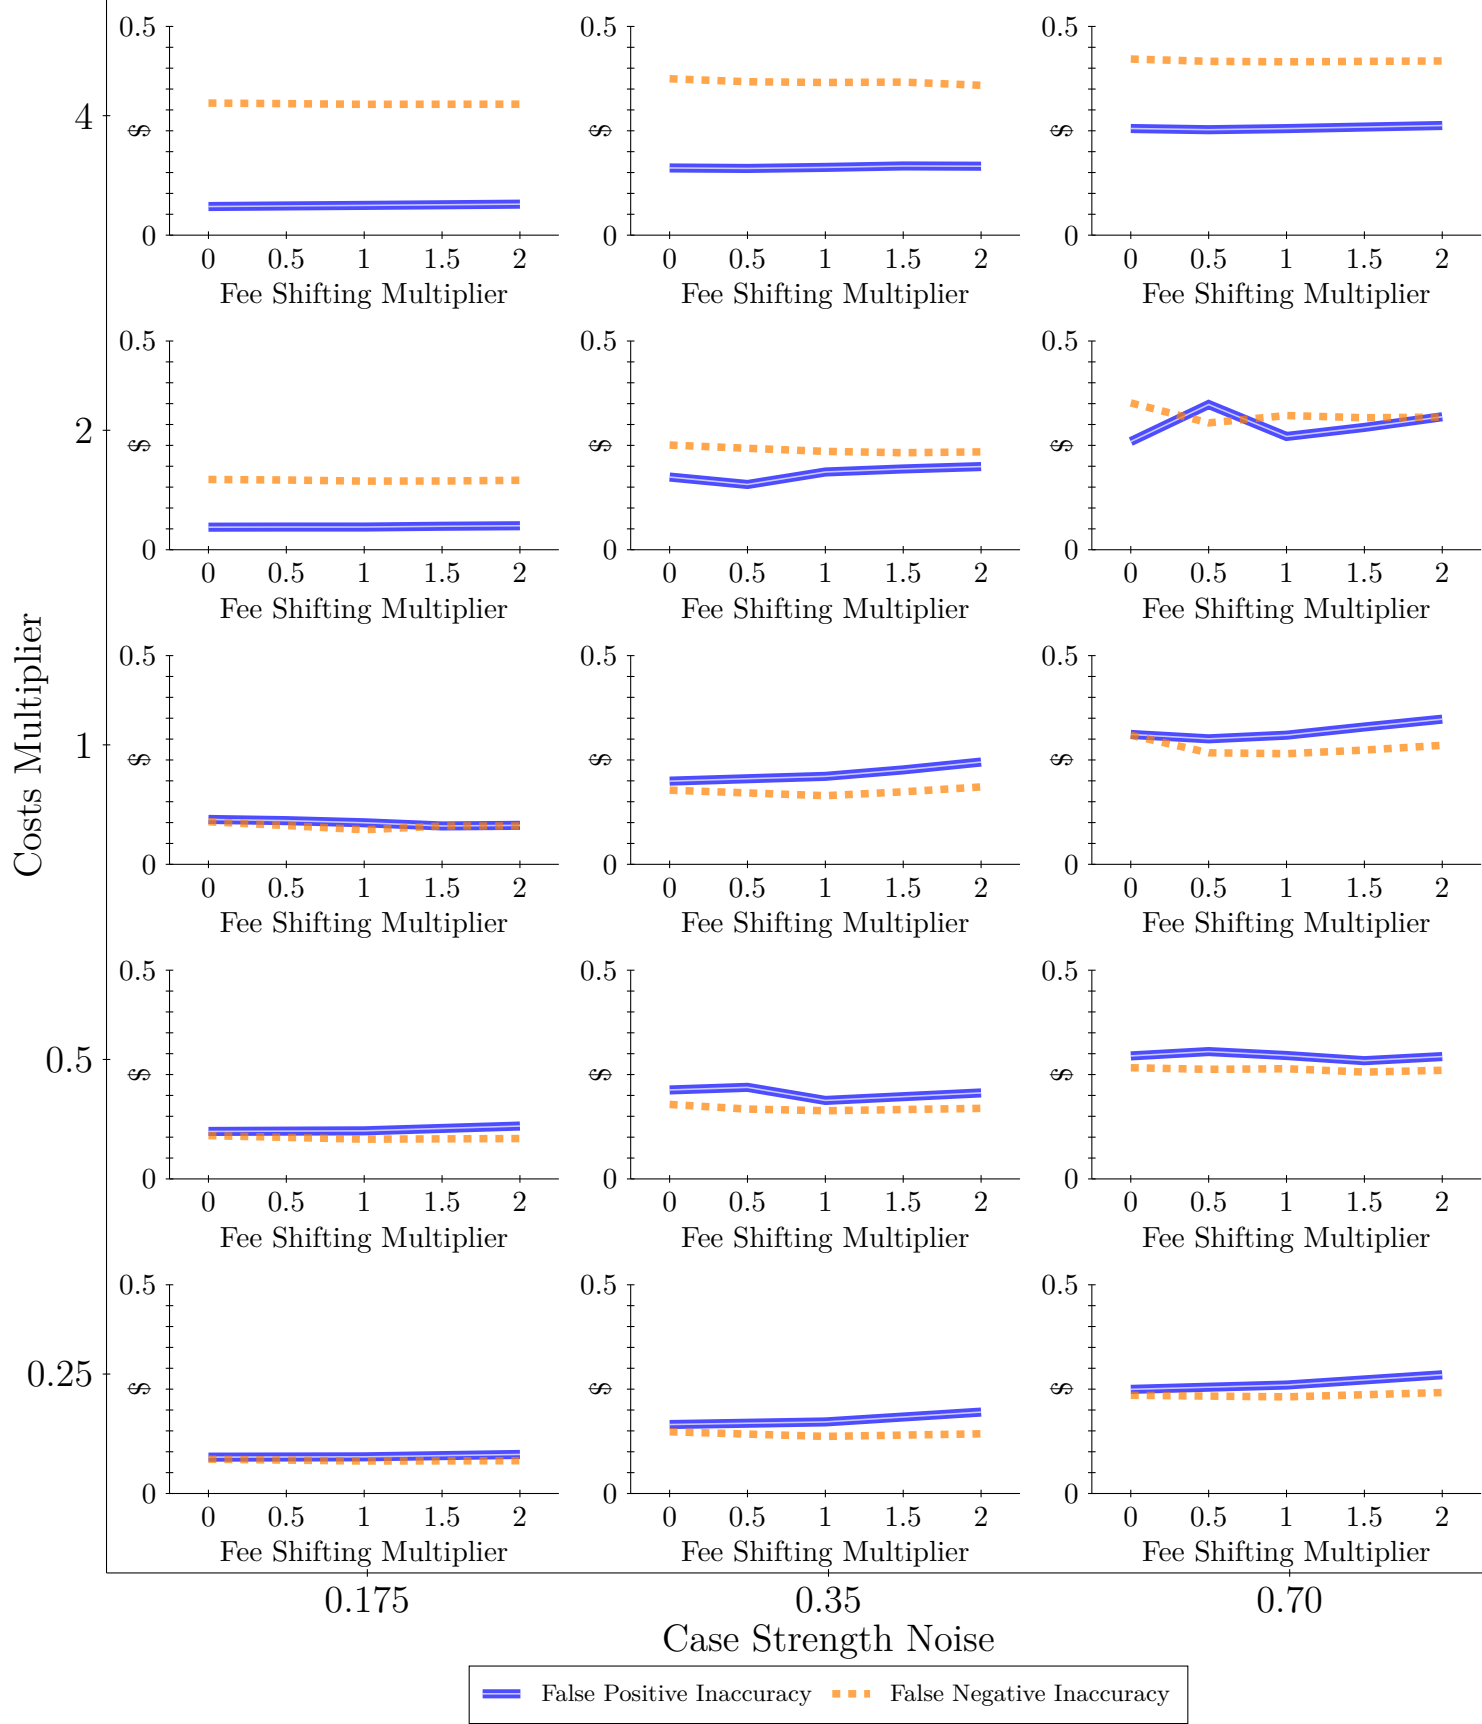 0.5 0.5 0.5
4 $ $ $
0 0 0
0 0.5 1 1.5 2 0 0.5 1 1.5 2 0 0.5 1 1.5 2
Fee Shifting Multiplier Fee Shifting Multiplier Fee Shifting Multiplier
0.5 0.5 0.5
2 $ $ $
0 0 0
0 0.5 1 1.5 2 0 0.5 1 1.5 2 0 0.5 1 1.5 2
Fee Shifting Multiplier Fee Shifting Multiplier Fee Shifting Multiplier
Costs Multiplier
0.5 0.5 0.5
1 $ $ $
0 0 0
0 0.5 1 1.5 2 0 0.5 1 1.5 2 0 0.5 1 1.5 2
Fee Shifting Multiplier Fee Shifting Multiplier Fee Shifting Multiplier
0.5 0.5 0.5
0.5 $ $ $
0 0 0
0 0.5 1 1.5 2 0 0.5 1 1.5 2 0 0.5 1 1.5 2
Fee Shifting Multiplier Fee Shifting Multiplier Fee Shifting Multiplier
0.5 0.5 0.5
0.25 $ $ $
0 0 0
0 0.5 1 1.5 2 0 0.5 1 1.5 2 0 0.5 1 1.5 2
Fee Shifting Multiplier Fee Shifting Multiplier Fee Shifting Multiplier
0.175 0.35 0.70
Case Strength Noise
False Positive Inaccuracy False Negative Inaccuracy